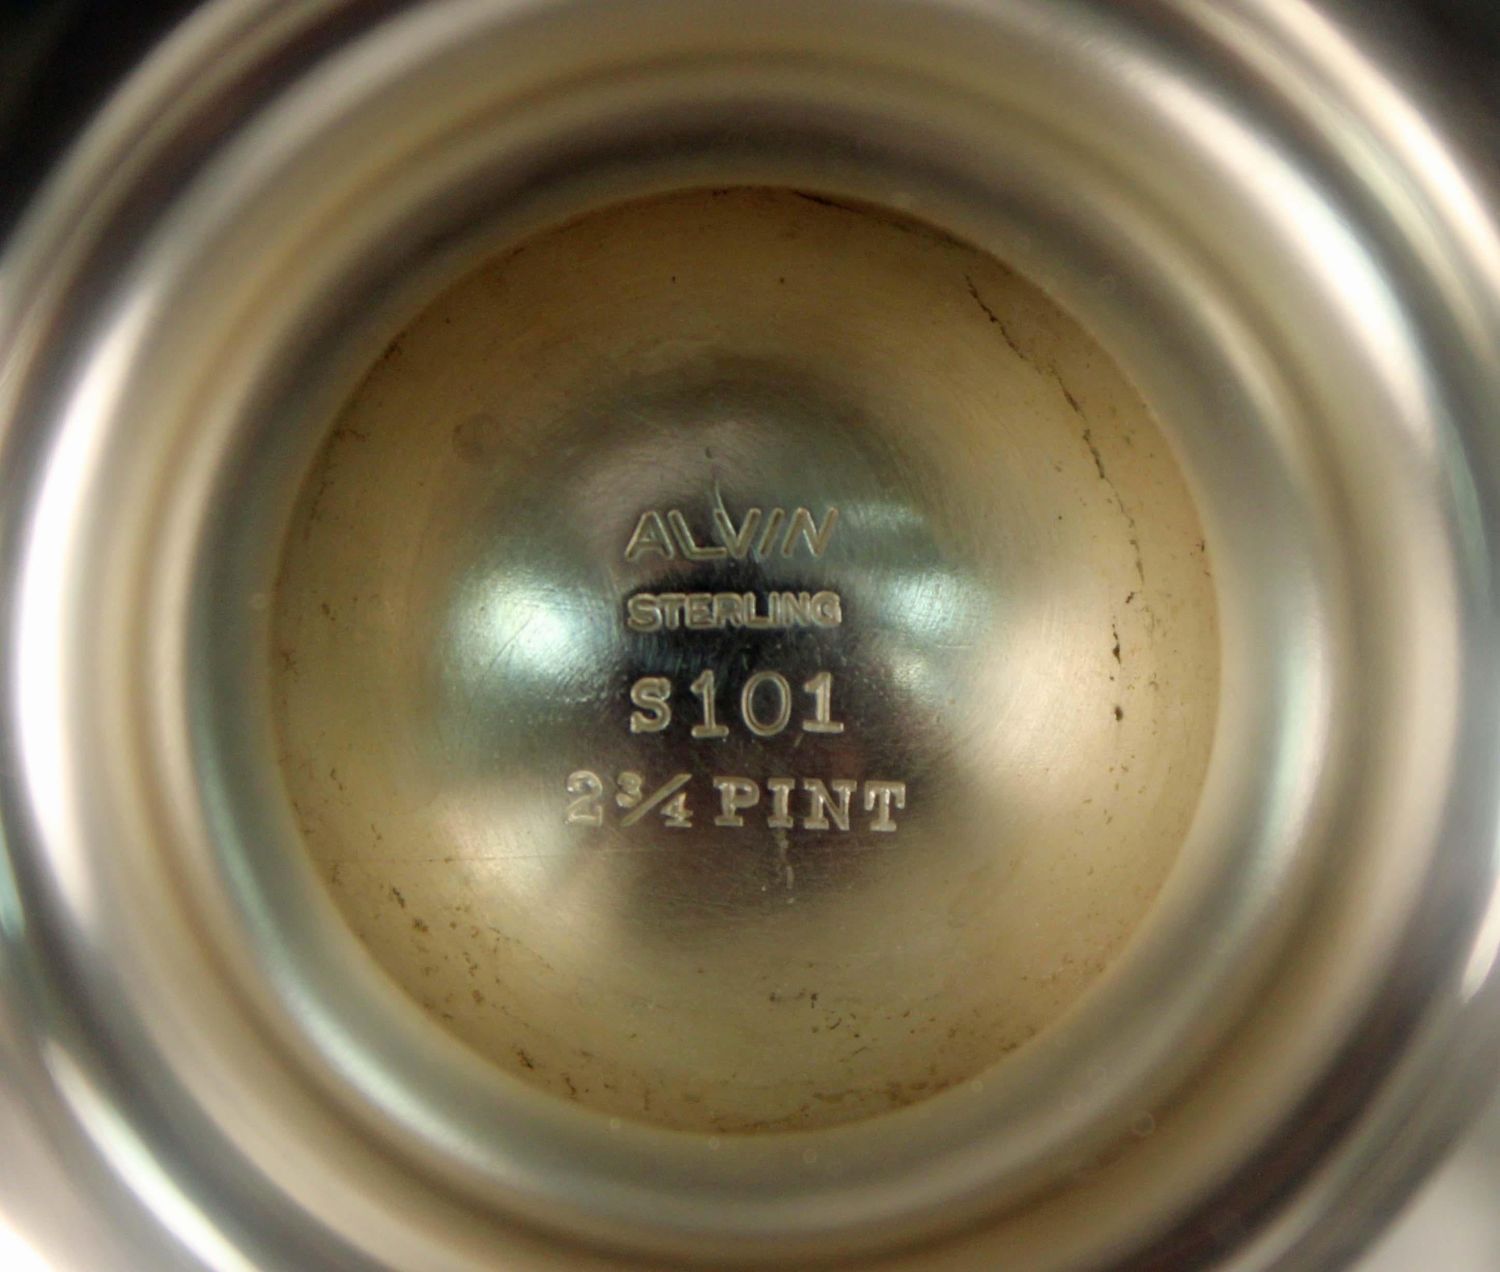 ALVIN
STERLING
S101
2¾ PINT